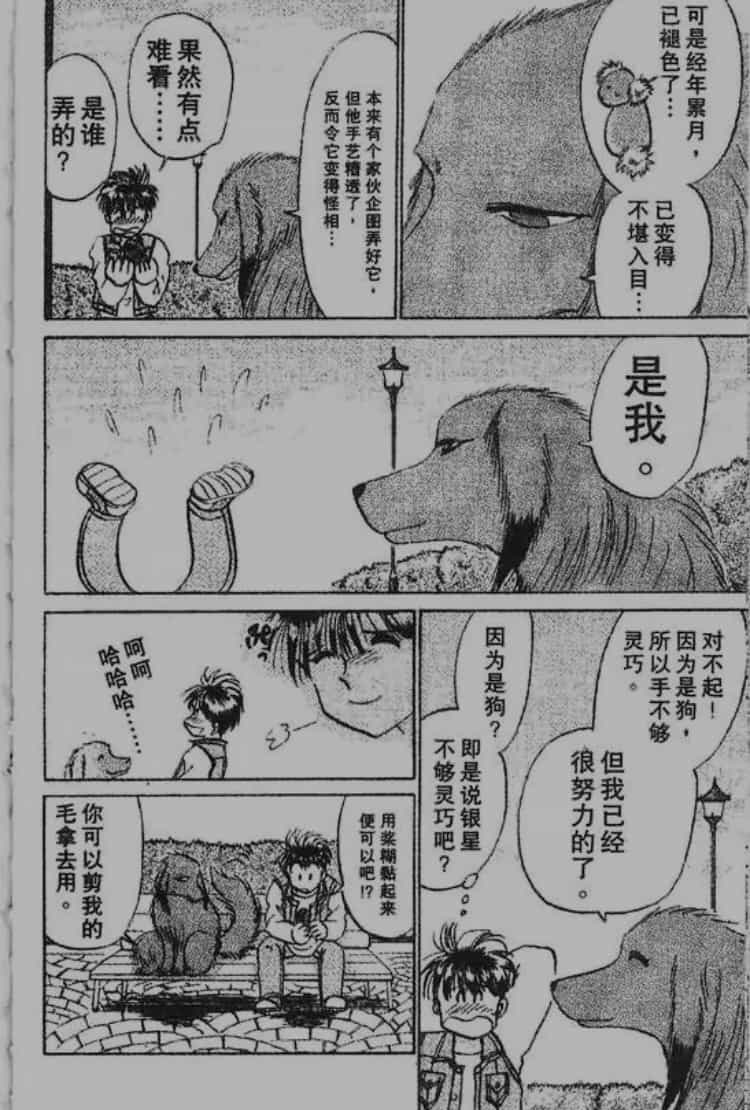 可是经年累月，
已褪色了…
已变得
不堪入目…
本来有个家伙企图弄好它，
但他手艺糟透了，
反而令它变得怪相…
果然有点
难看……
是谁
弄的？
是我。
对不起！
因为是狗，
所以手不够
灵巧。
但我已经
很努力的了。
因为是狗？
即是说银星
不够灵巧吧？
呵呵
哈哈哈……
用浆糊黏起来
便可以吧!?
你可以剪我的
毛拿去用。